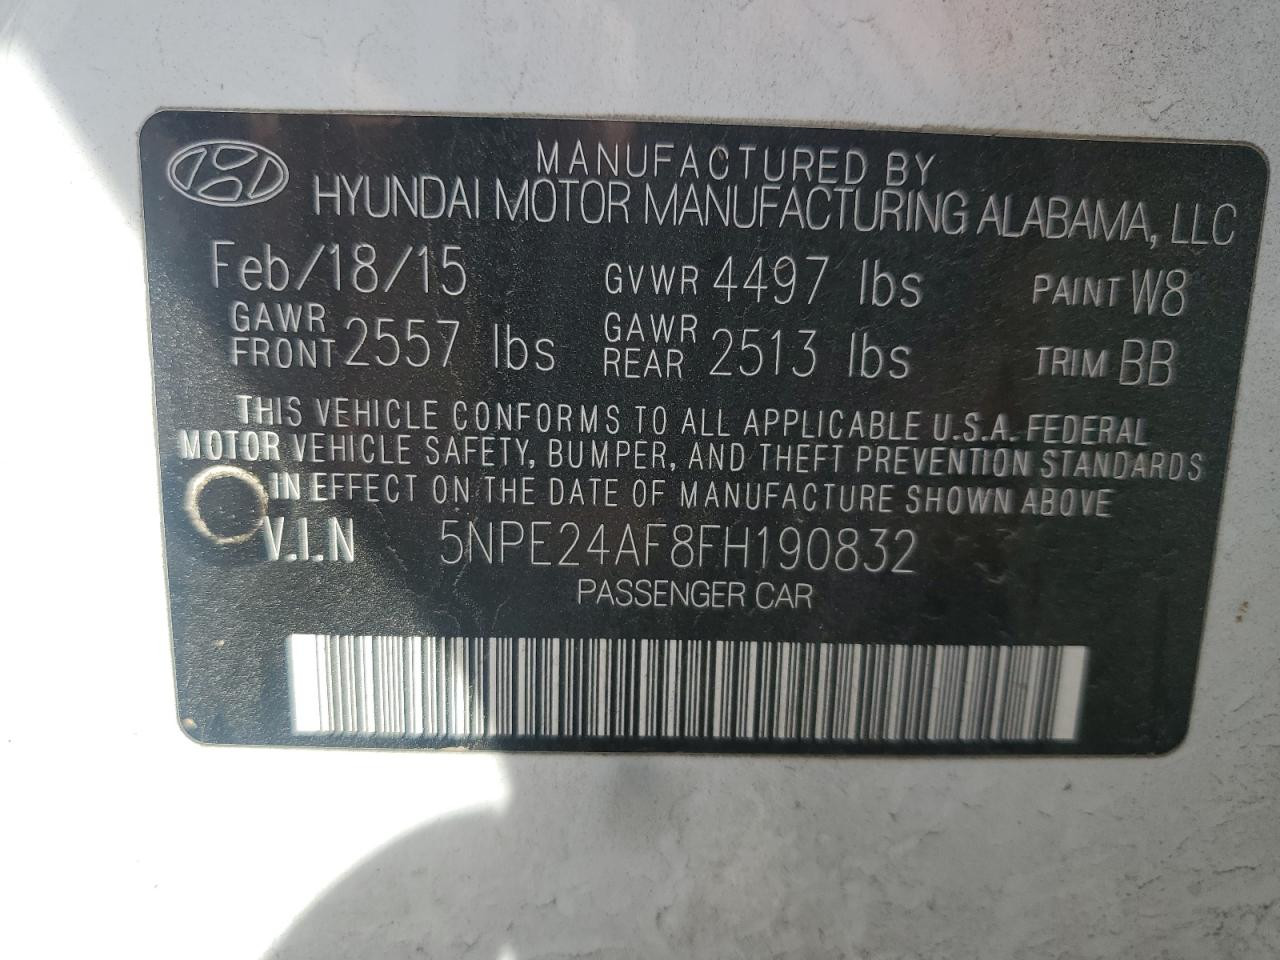 MANUFACTURED BY
HYUNDAI MOTOR MANUFACTURING ALABAMA, LLC
Feb/18/15 GVWR 4497 lbs PAINT W8
GAWR FRONT 2557 lbs GAWR REAR 2513 lbs TRIM BB
THIS VEHICLE CONFORMS TO ALL APPLICABLE U.S.A. FEDERAL
MOTOR VEHICLE SAFETY, BUMPER, AND THEFT PREVENTION STANDARDS
IN EFFECT ON THE DATE OF MANUFACTURE SHOWN ABOVE
V.I.N 5NPE24AF8FH190832
PASSENGER CAR